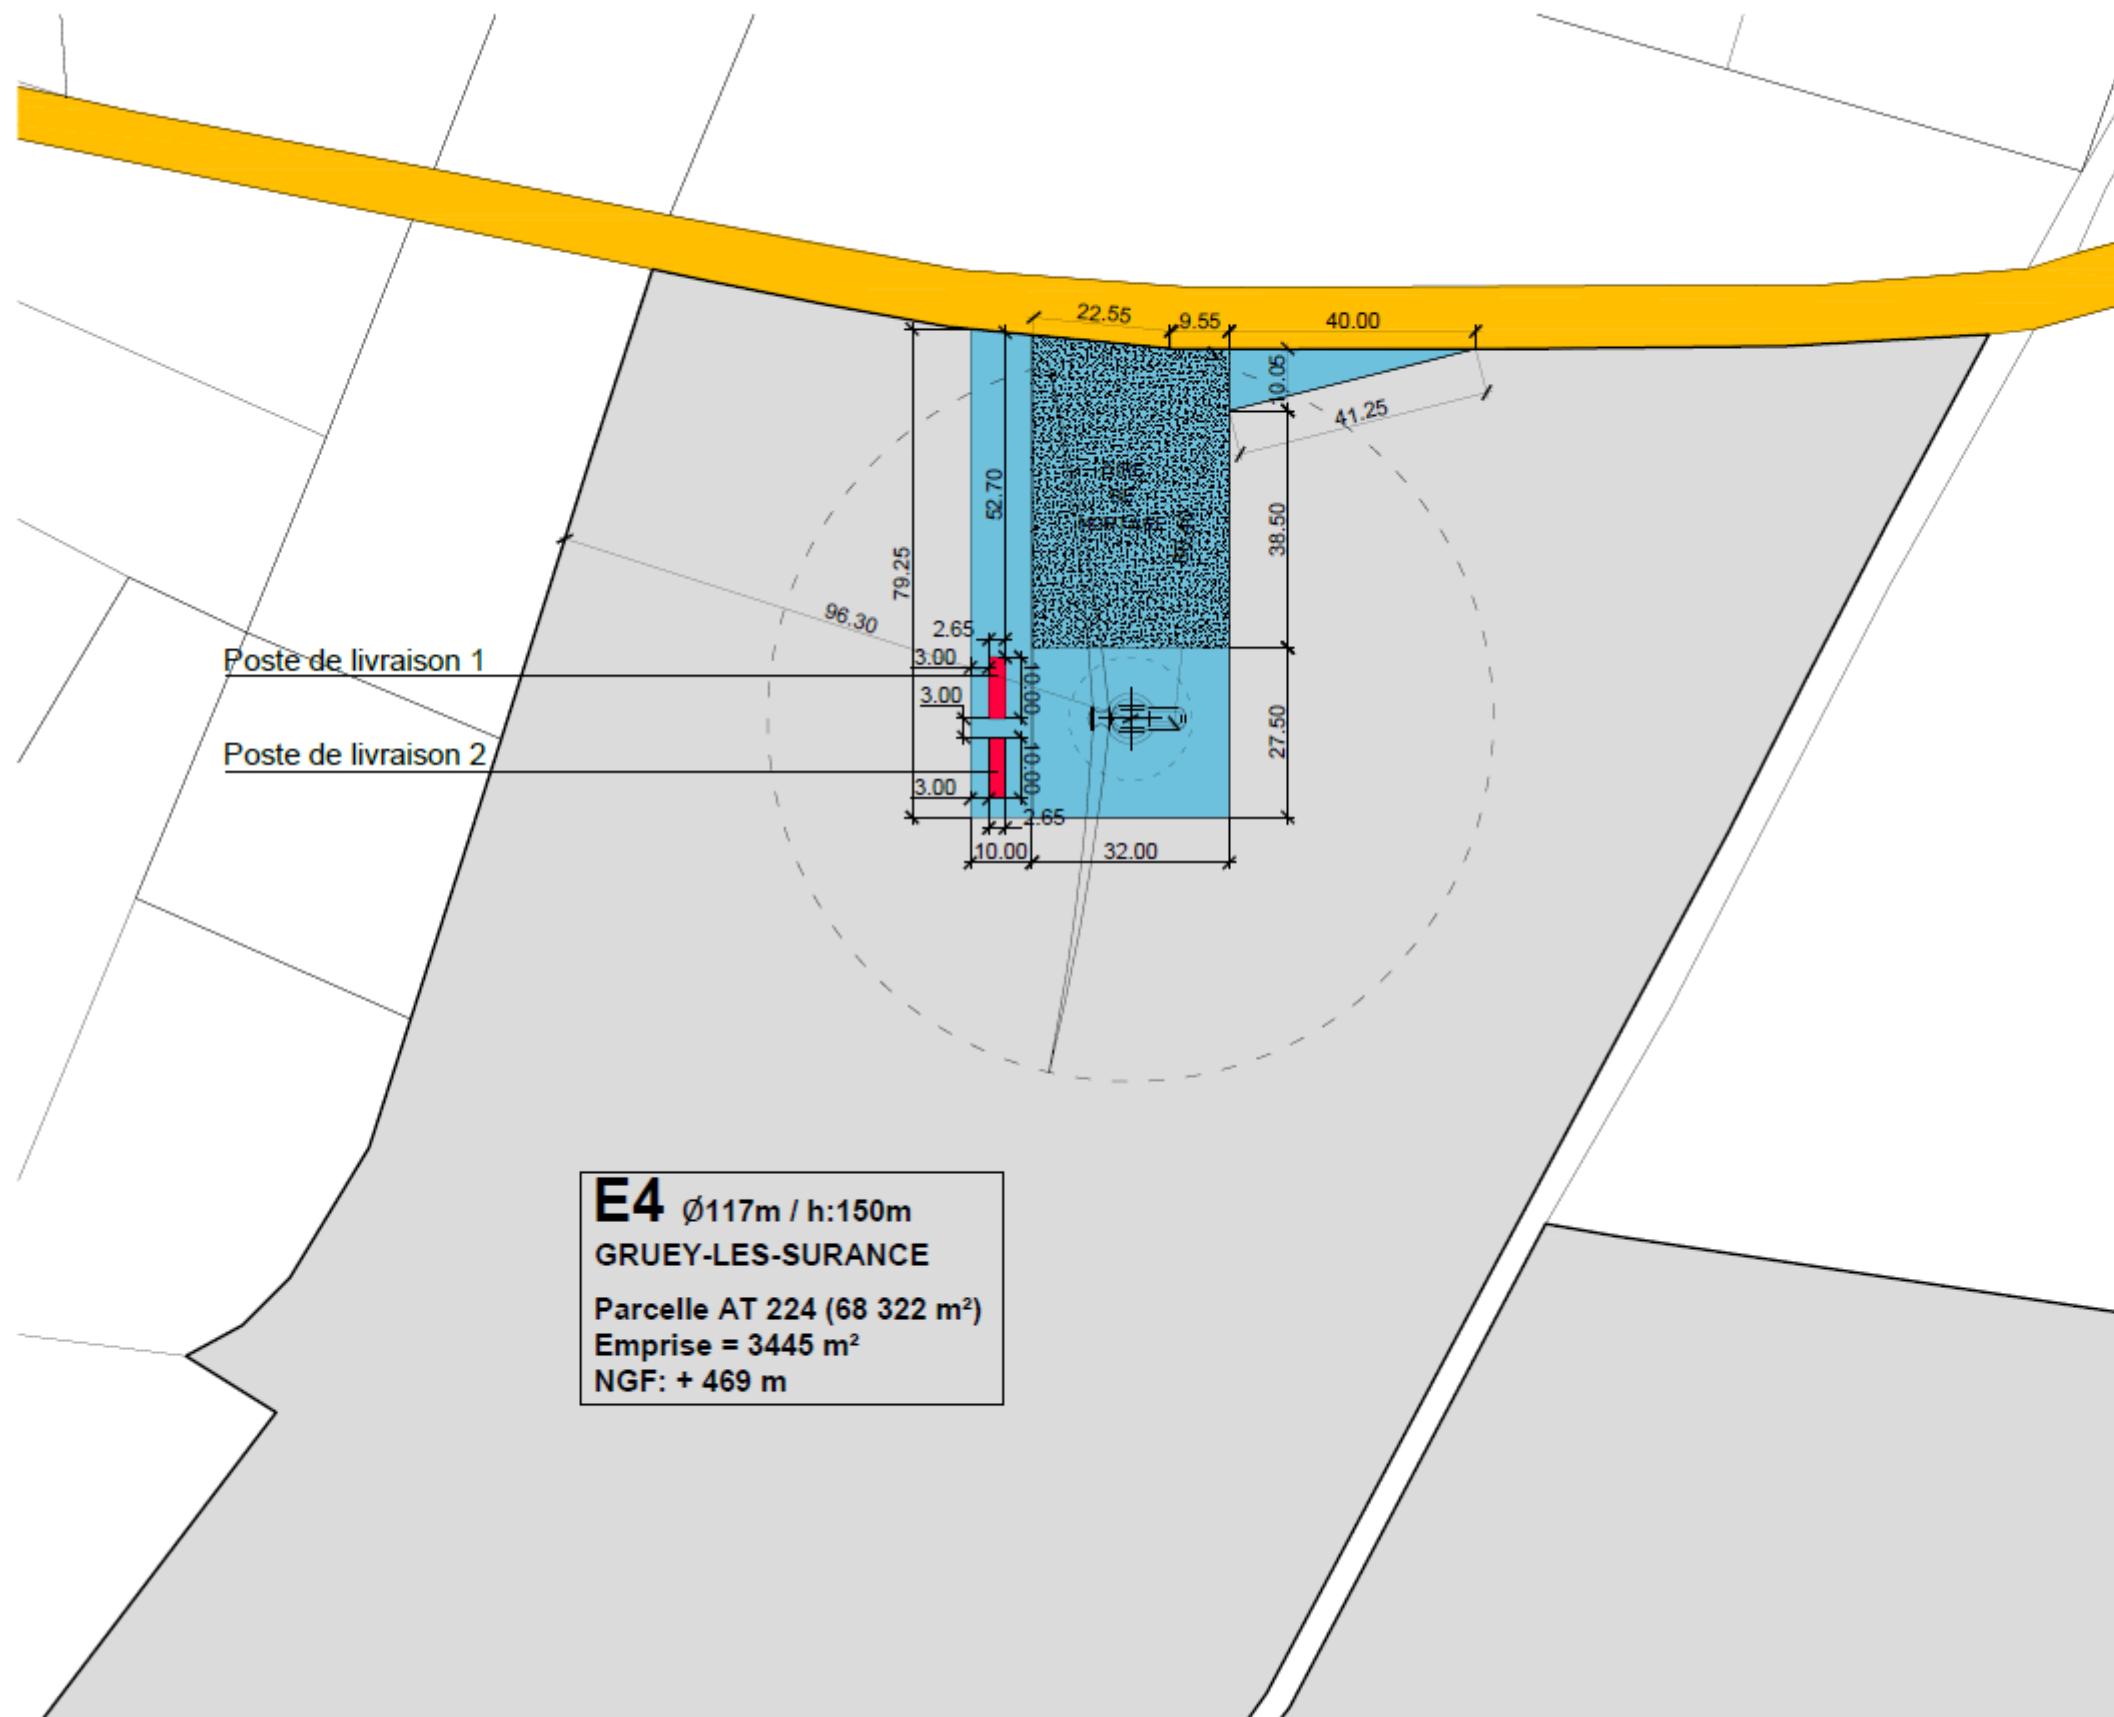 22.55
9.55
40.00
10.05
41.25
52.70
38.50
79.25
96.30
2.65
Poste de livraison 1
3.00
10.00
3.00
27.50
Poste de livraison 2
10.00
3.00
2.65
10.00
32.00
E4 Ø117m / h:150m
GRUEY-LES-SURANCE
Parcelle AT 224 (68 322 m²)
Emprise = 3445 m²
NGF: + 469 m